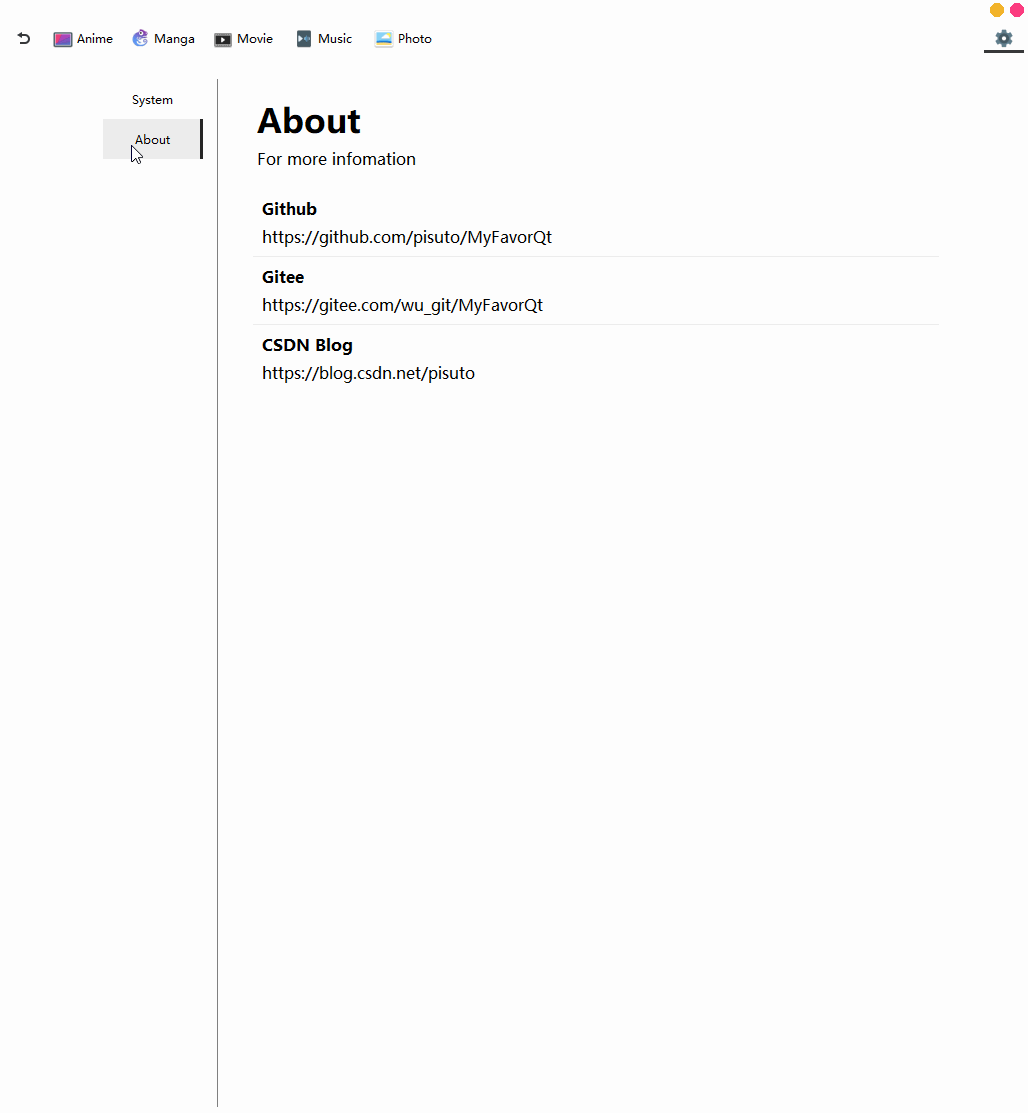 Anime Manga Movie Music Photo
System
About
About
For more infomation
Github
https://github.com/pisuto/MyFavorQt
Gitee
https://gitee.com/wu_git/MyFavorQt
CSDN Blog
https://blog.csdn.net/pisuto